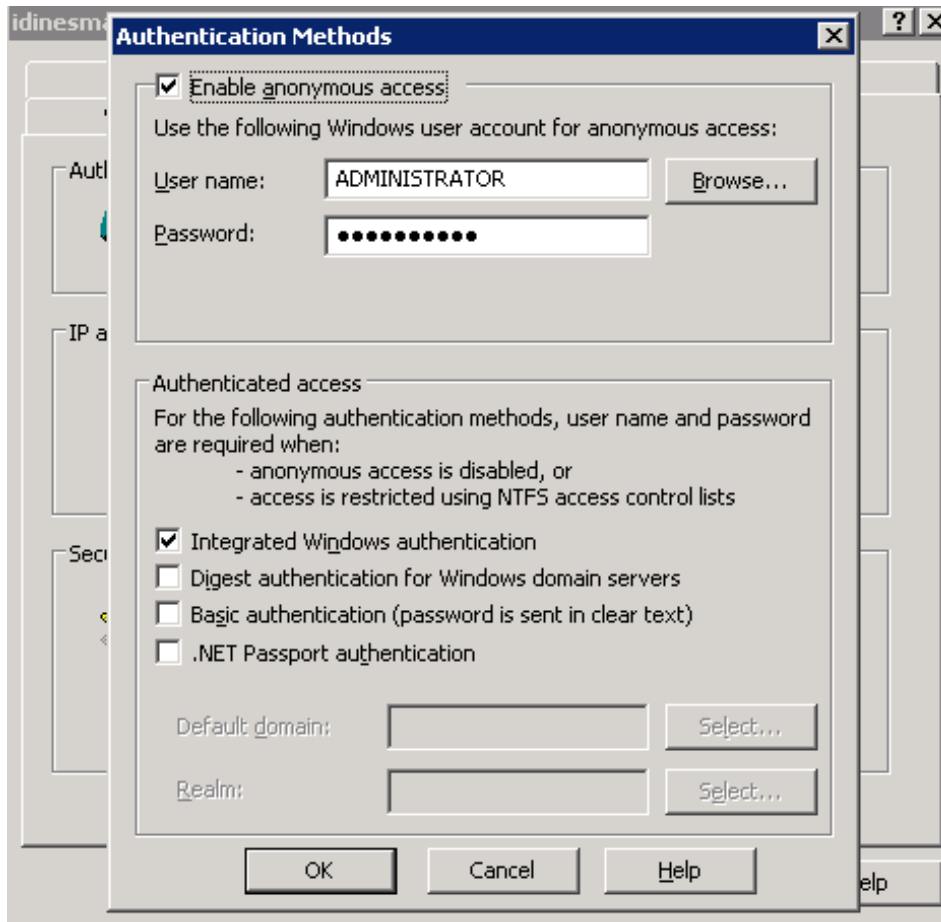 idinesma
Authentication Methods
Enable anonymous access
Use the following Windows user account for anonymous access:
User name:
ADMINISTRATOR
Browse...
Password:
●●●●●●●●●●
Auth
IP a
Authenticated access
For the following authentication methods, user name and password
are required when:
- anonymous access is disabled, or
- access is restricted using NTFS access control lists
Secu
Integrated Windows authentication
Digest authentication for Windows domain servers
Basic authentication (password is sent in clear text)
.NET Passport authentication
Default domain:
Select...
Realm:
Select...
OK
Cancel
Help
elp